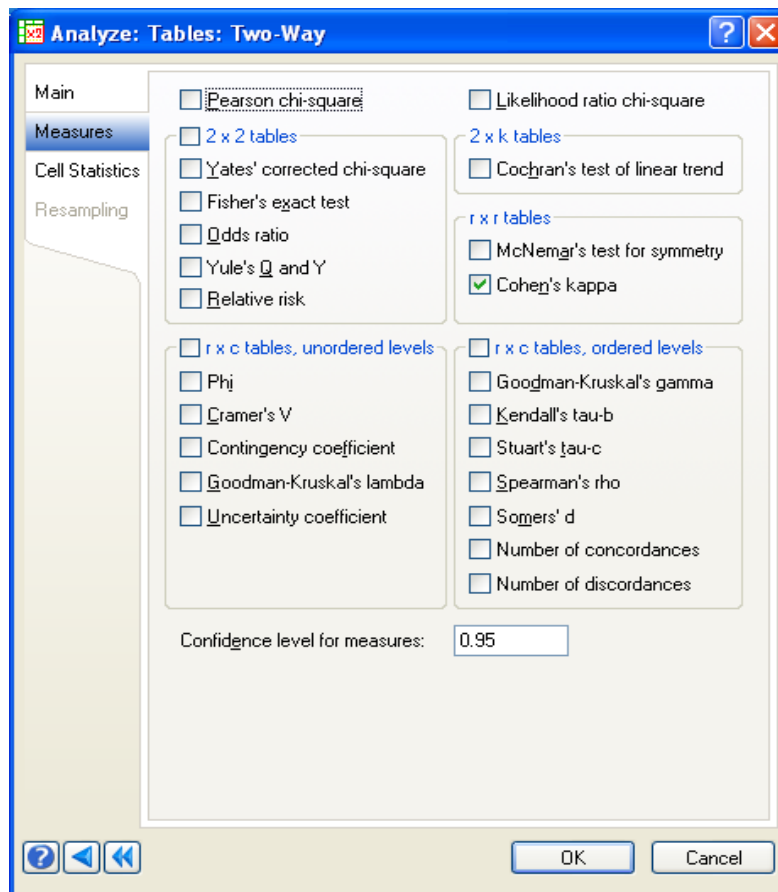 Analyze: Tables: Two-Way
Main
Measures
Cell Statistics
Resampling
Pearson chi-square
Likelihood ratio chi-square
2 x 2 tables
Yates' corrected chi-square
Fisher's exact test
Odds ratio
Yule's Q and Y
Relative risk
2 x k tables
Cochran's test of linear trend
r x r tables
McNemar's test for symmetry
Cohen's kappa
r x c tables, unordered levels
Phi
Cramer's V
Contingency coefficient
Goodman-Kruskal's lambda
Uncertainty coefficient
r x c tables, ordered levels
Goodman-Kruskal's gamma
Kendall's tau-b
Stuart's tau-c
Spearman's rho
Somers' d
Number of concordances
Number of discordances
Confidence level for measures: 0.95
OK Cancel